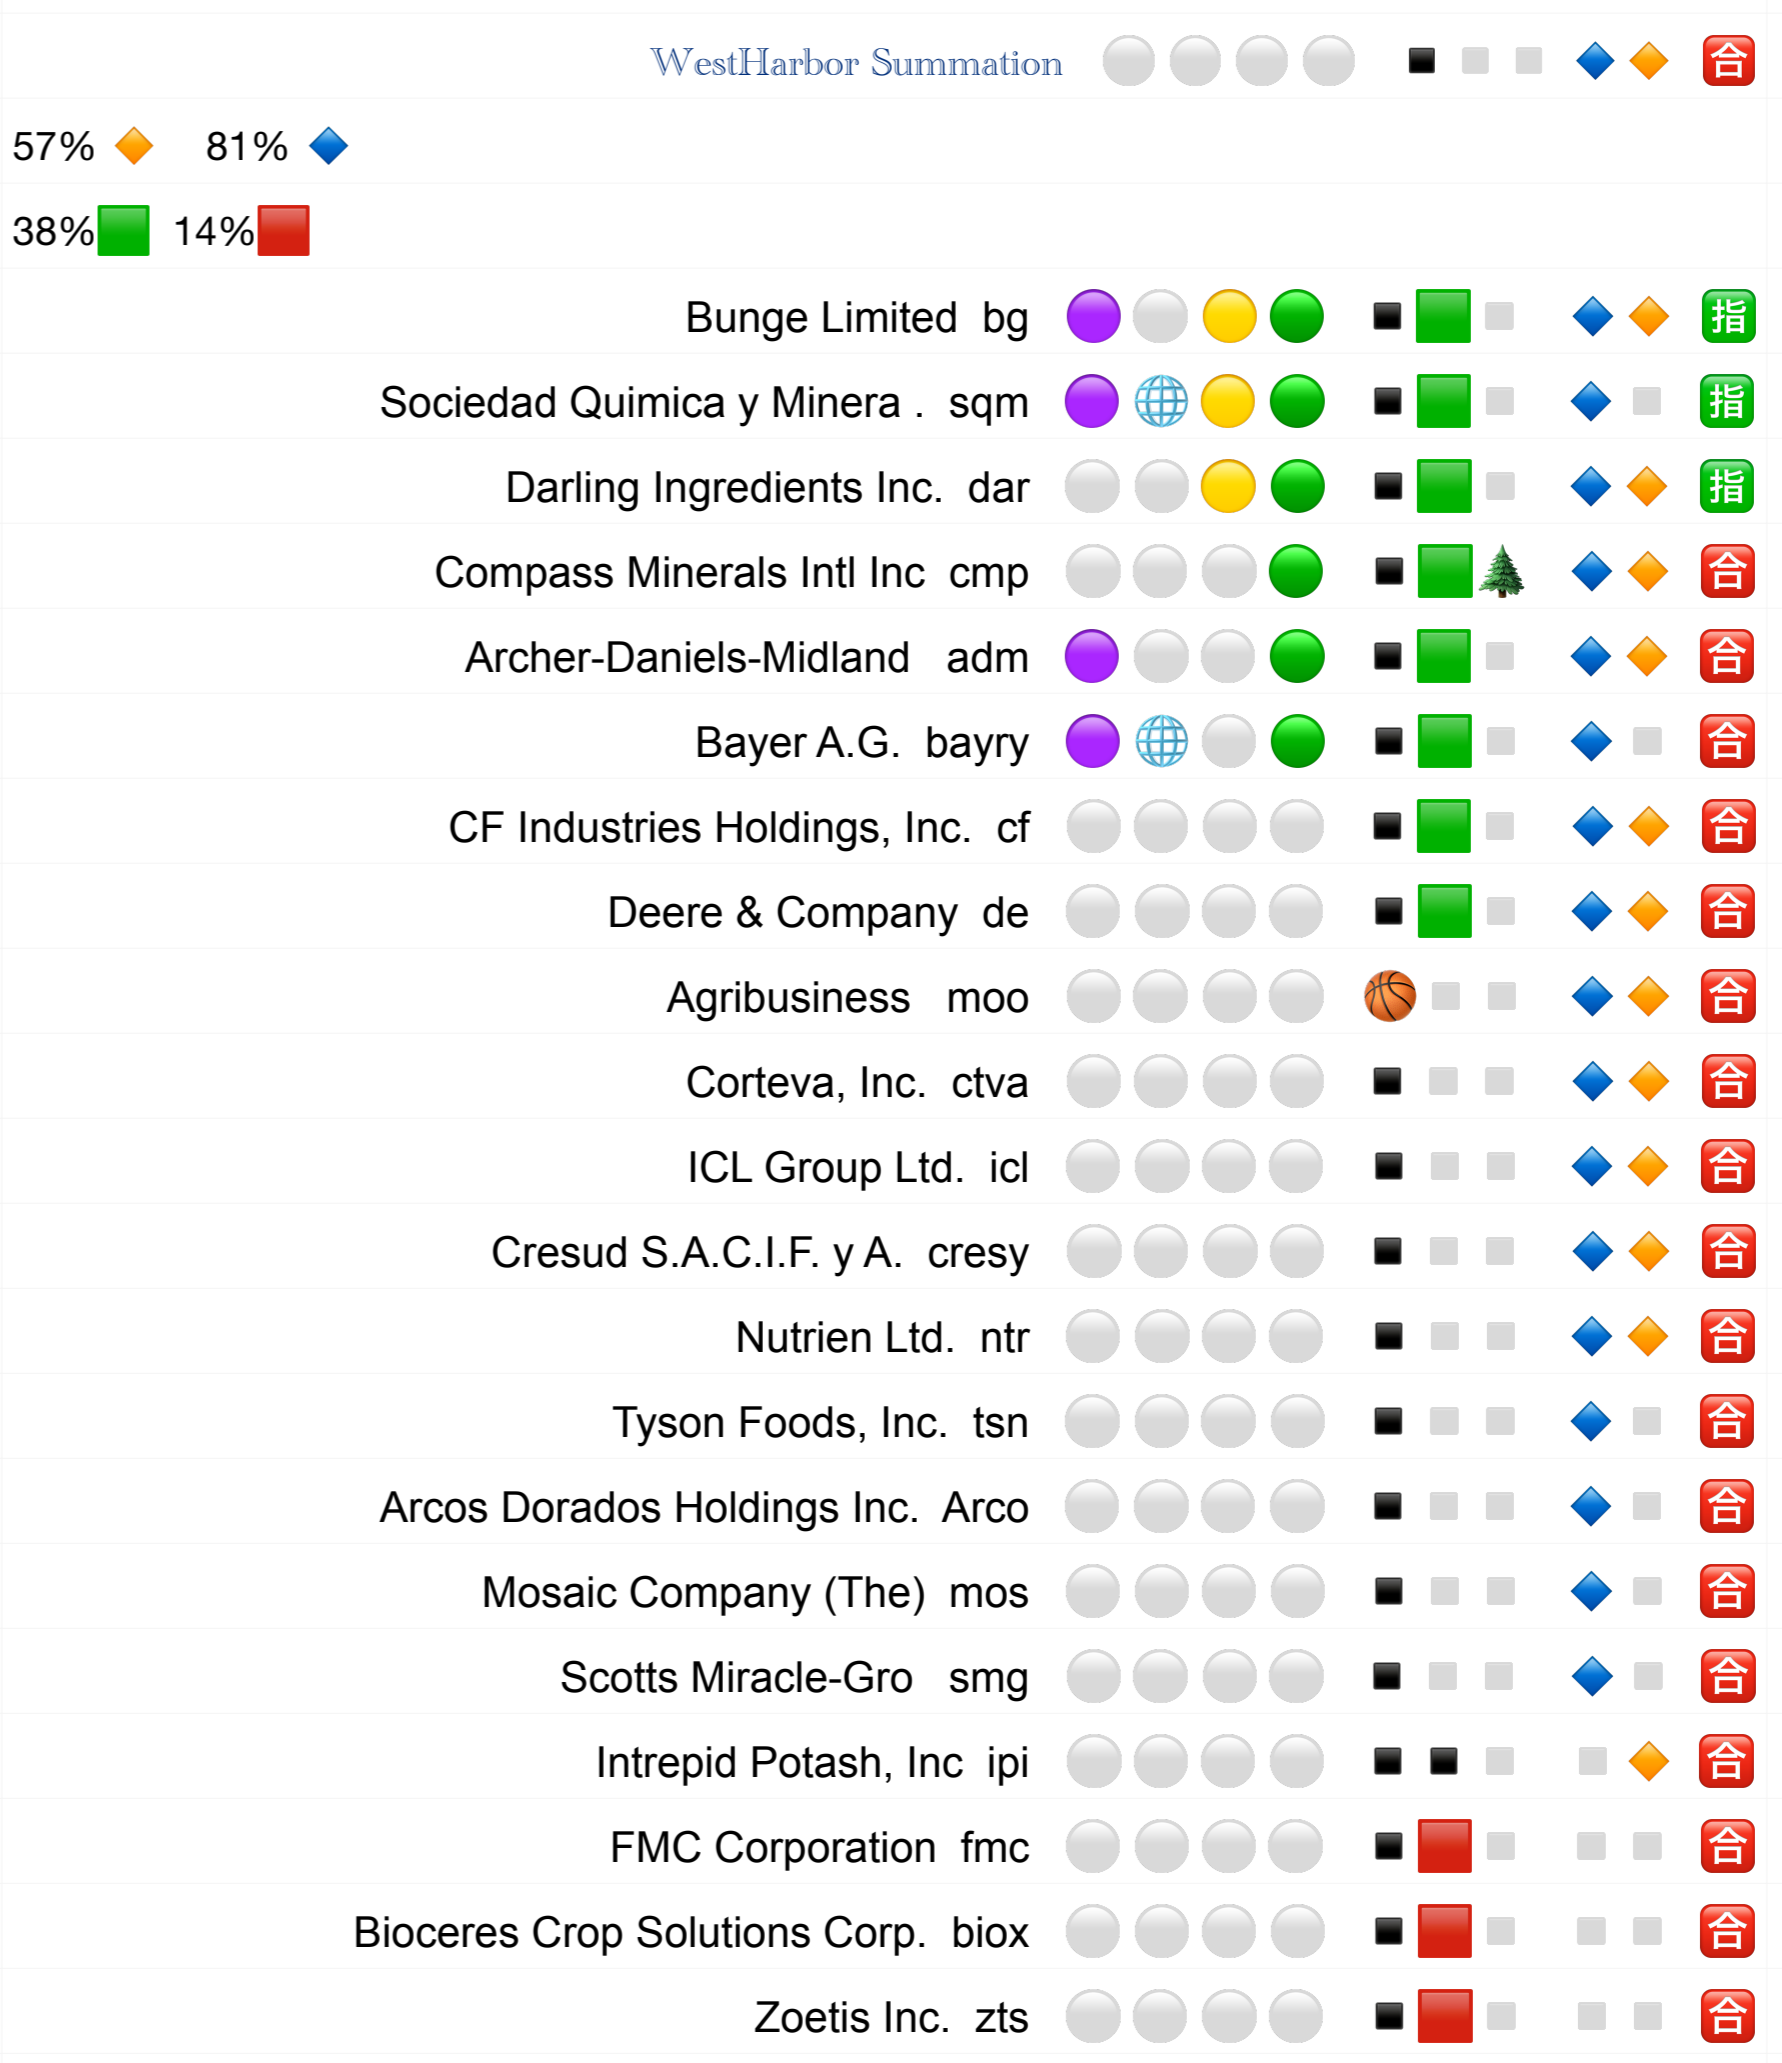 WestHarbor Summation 合
57% 81%
38% 14%
Bunge Limited bg 指
Sociedad Quimica y Minera . sqm 指
Darling Ingredients Inc. dar 指
Compass Minerals Intl Inc cmp 合
Archer-Daniels-Midland adm 合
Bayer A.G. bayry 合
CF Industries Holdings, Inc. cf 合
Deere & Company de 合
Agribusiness moo 合
Corteva, Inc. ctva 合
ICL Group Ltd. icl 合
Cresud S.A.C.I.F. y A. cresy 合
Nutrien Ltd. ntr 合
Tyson Foods, Inc. tsn 合
Arcos Dorados Holdings Inc. Arco 合
Mosaic Company (The) mos 合
Scotts Miracle-Gro smg 合
Intrepid Potash, Inc ipi 合
FMC Corporation fmc 合
Bioceres Crop Solutions Corp. biox 合
Zoetis Inc. zts 合